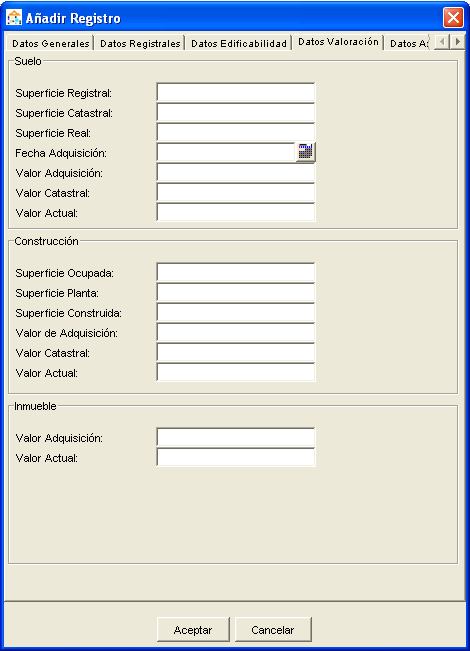 Añadir Registro
Datos Generales Datos Registrales Datos Edificabilidad Datos Valoración Datos
Suelo
Superficie Registral:
Superficie Catastral:
Superficie Real:
Fecha Adquisición:
Valor Adquisición:
Valor Catastral:
Valor Actual:
Construcción
Superficie Ocupada:
Superficie Planta:
Superficie Construida:
Valor de Adquisición:
Valor Catastral:
Valor Actual:
Inmueble
Valor Adquisición:
Valor Actual:
Aceptar Cancelar